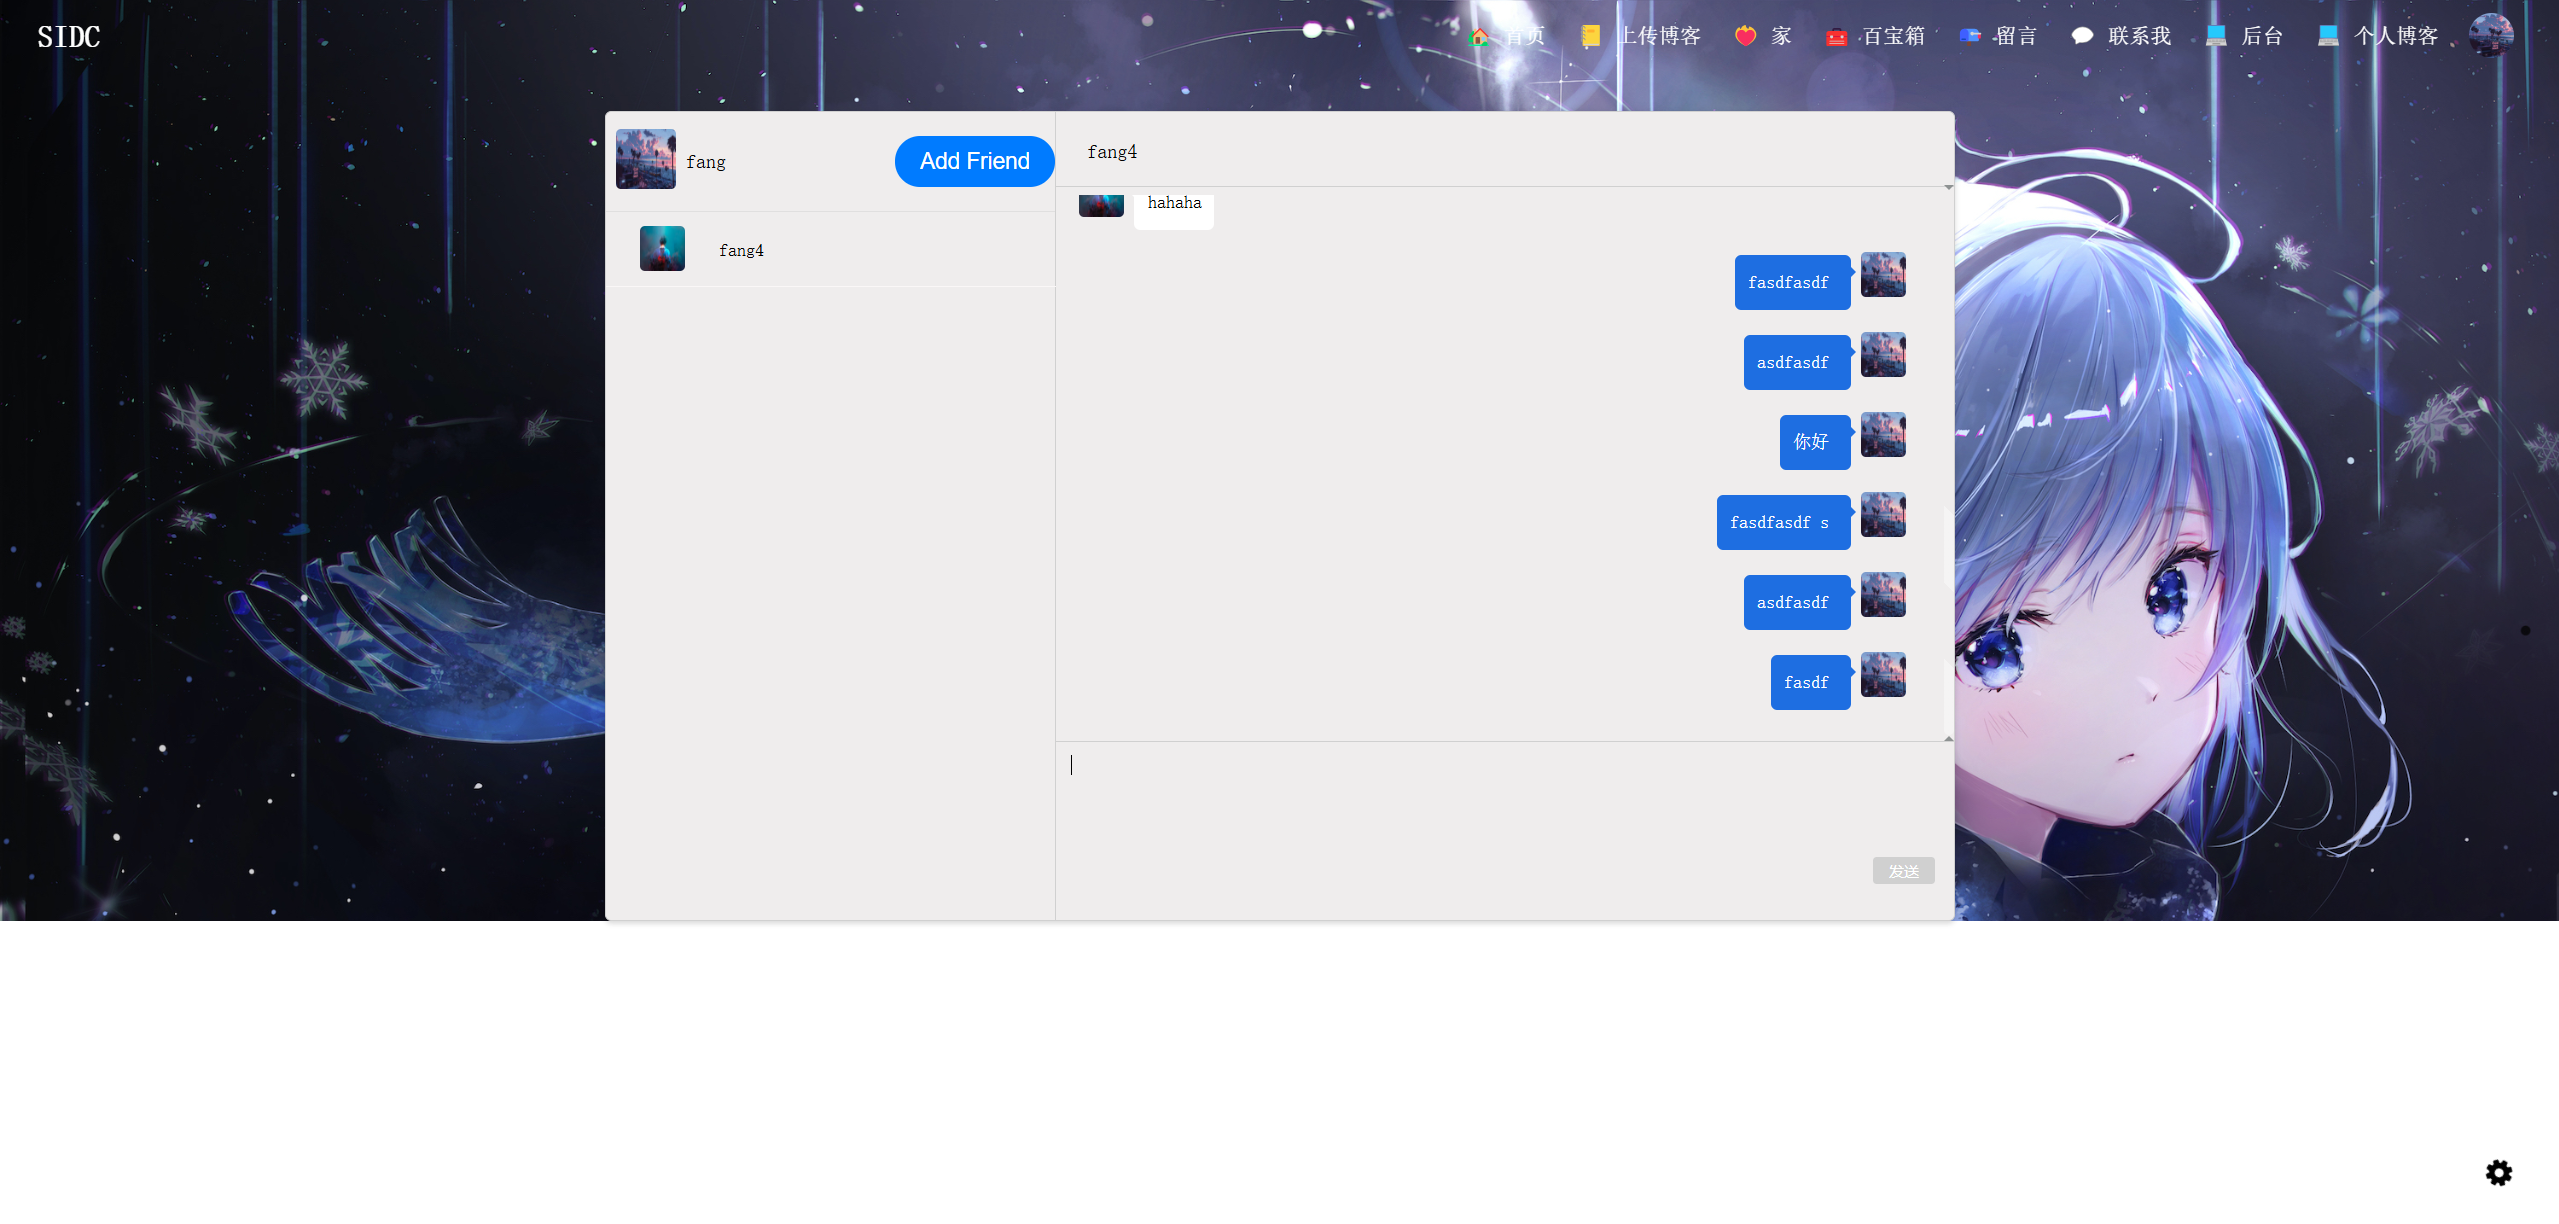 SIDC
首页
上传博客
家
百宝箱
留言
联系我
后台
个人博客
fang
Add Friend
fang4
fang4
hahaha
fasdfasdf
asdfasdf
你好
fasdfasdf s
asdfasdf
fasdf
发送